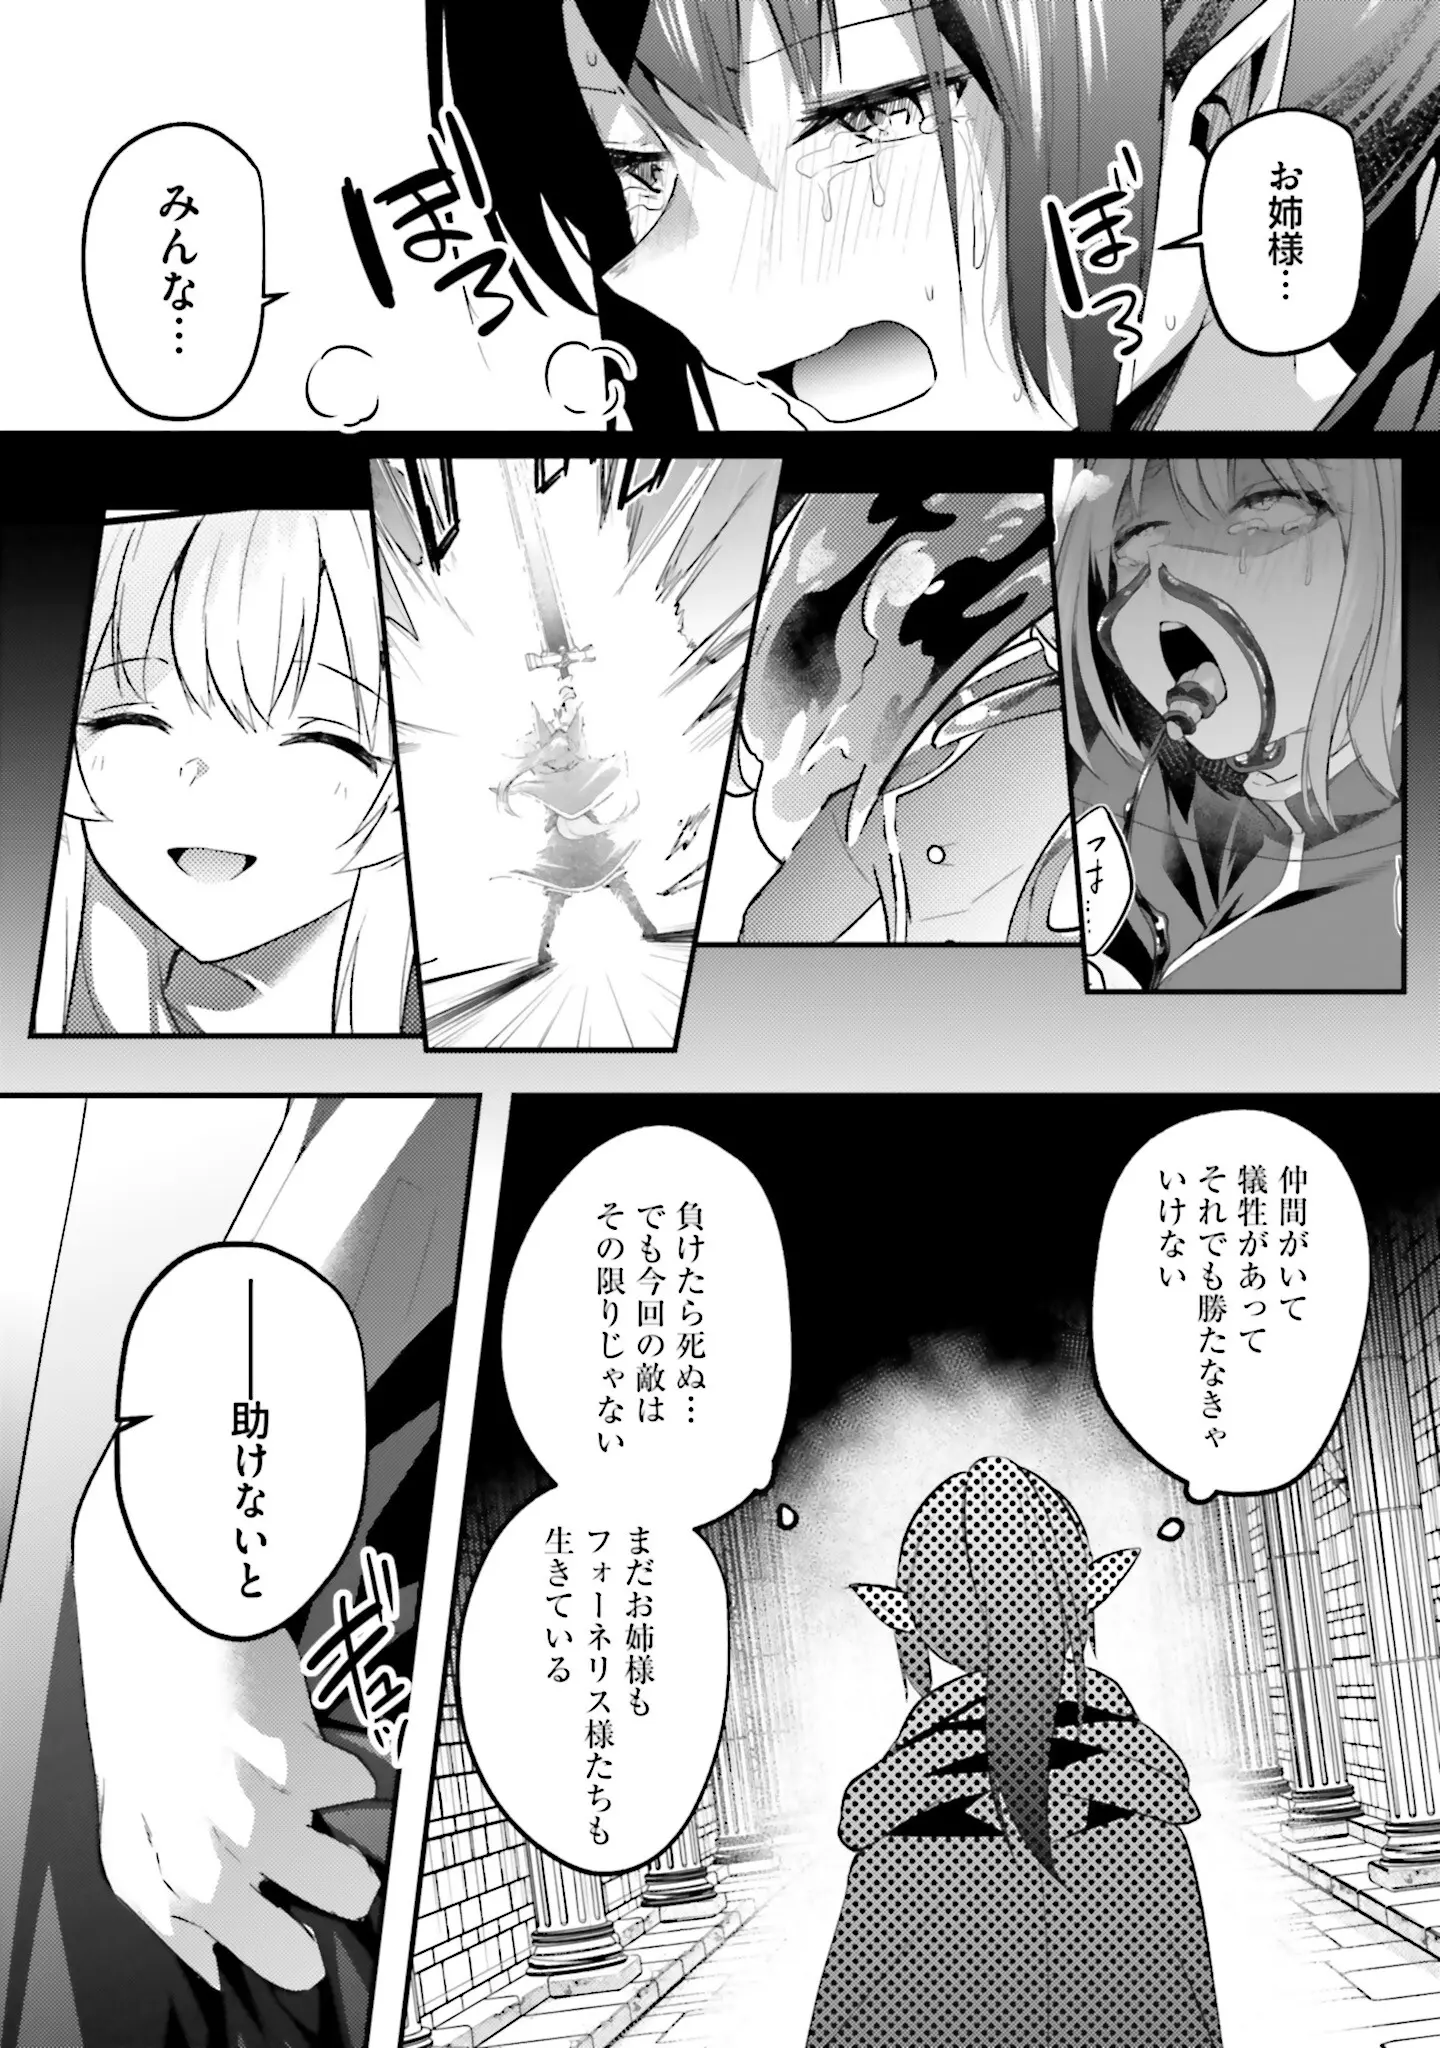 お姉様…
ぼろ
ぼろ
みんな…
つは……
仲間がいて
犠牲があって
それでも勝たなきゃ
いけない
負けたら死ぬ…
でも今回の敵は
その限りじゃない
まだお姉様も
フォーネリス様たちも
生きている
――助けないと
ギュッ